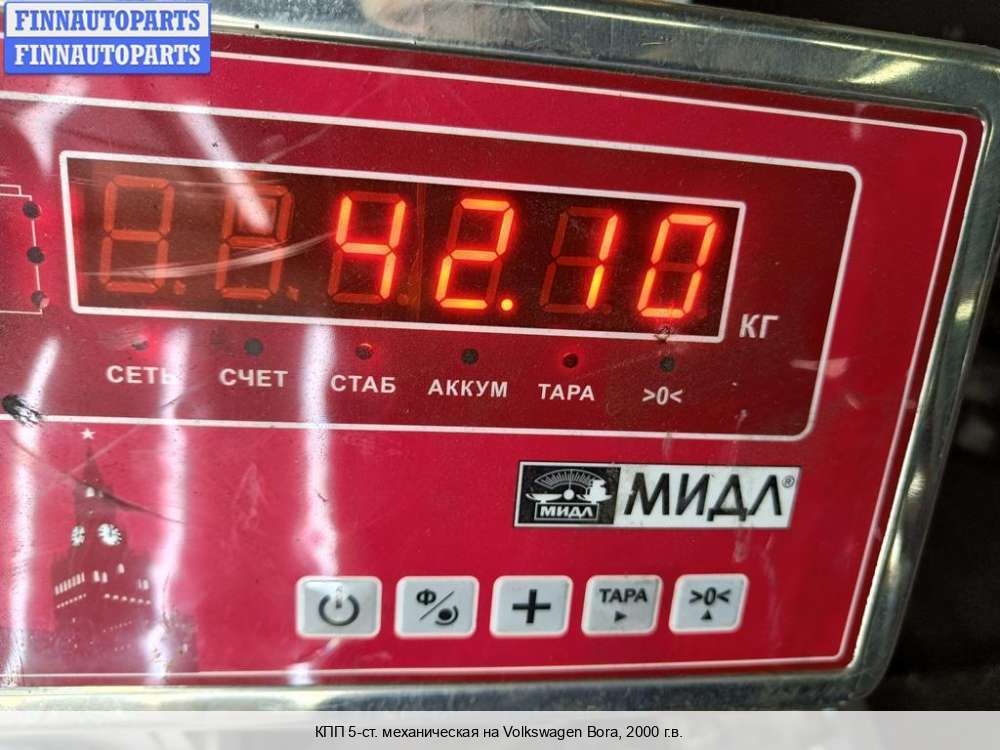 FINNAUTOPARTS
FINNAUTOPARTS
42.10
КГ
СЕТЬ СЧЕТ СТАБ АККУМ ТАРА >0<
МИДЛ МИДЛ®
Ф ТАРА >0<
КПП 5-ст. механическая на Volkswagen Bora, 2000 г.в.